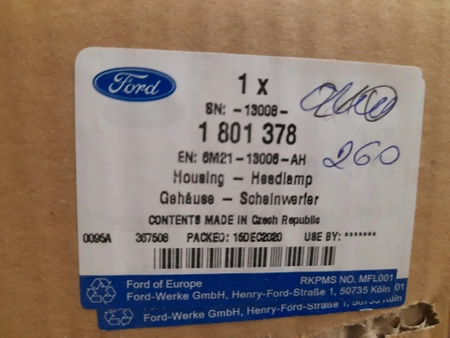 Ford
1 x
SN: -13008-
1 801 378
EN: 6M21-13006-AH
260
Housing - Headlamp
Gehäuse - Scheinwerfer
CONTENTS MADE IN Czech Republic
0095A 367506 PACKED: 15DEC2020 USE BY: *******
Ford of Europe RKPMS NO. MFL001
Ford-Werke GmbH, Henry-Ford-Straße 1, 50735 Köln 01
Ford-Werke GmbH, Henry-Ford-Straße 1, 50735 Köln